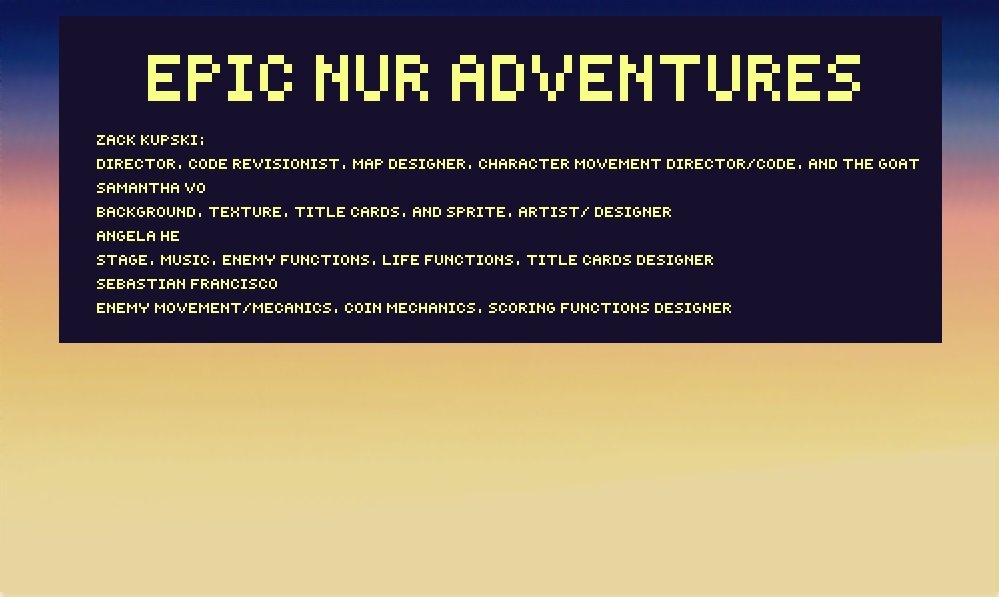 EPIC NUR ADVENTURES
ZACK KUPSKI:
DIRECTOR, CODE REVISIONIST, MAP DESIGNER, CHARACTER MOVEMENT DIRECTOR/CODE, AND THE GOAT
SAMANTHA VO
BACKGROUND, TEXTURE, TITLE CARDS, AND SPRITE, ARTIST/ DESIGNER
ANGELA HE
STAGE, MUSIC, ENEMY FUNCTIONS, LIFE FUNCTIONS, TITLE CARDS DESIGNER
SEBASTIAN FRANCISCO
ENEMY MOVEMENT/MECANICS, COIN MECHANICS, SCORING FUNCTIONS DESIGNER